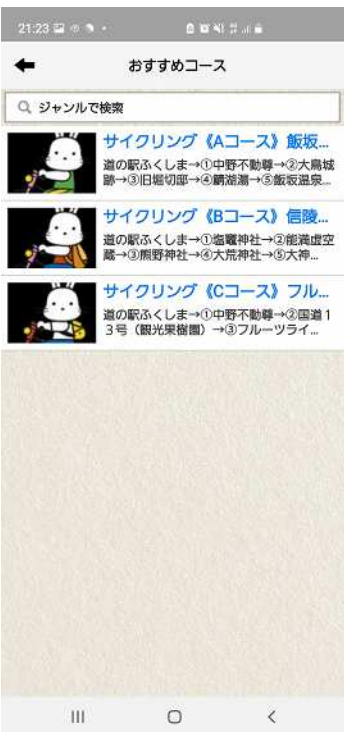 21:23
おすすめコース
ジャンルで検索
サイクリング《Aコース》飯坂...
道の駅ふくしま→①中野不動尊→②大鳥城
跡→③旧堀切邸→④鯖湖湯→⑤飯坂温泉...
サイクリング《Bコース》信陵...
道の駅ふくしま→①塩竈神社→②能満虚空
蔵→③熊野神社→④大荒神社→⑤大神...
サイクリング《Cコース》フル...
道の駅ふくしま→①中野不動尊→②国道1
3号（観光果樹園）→③フルーツライ...